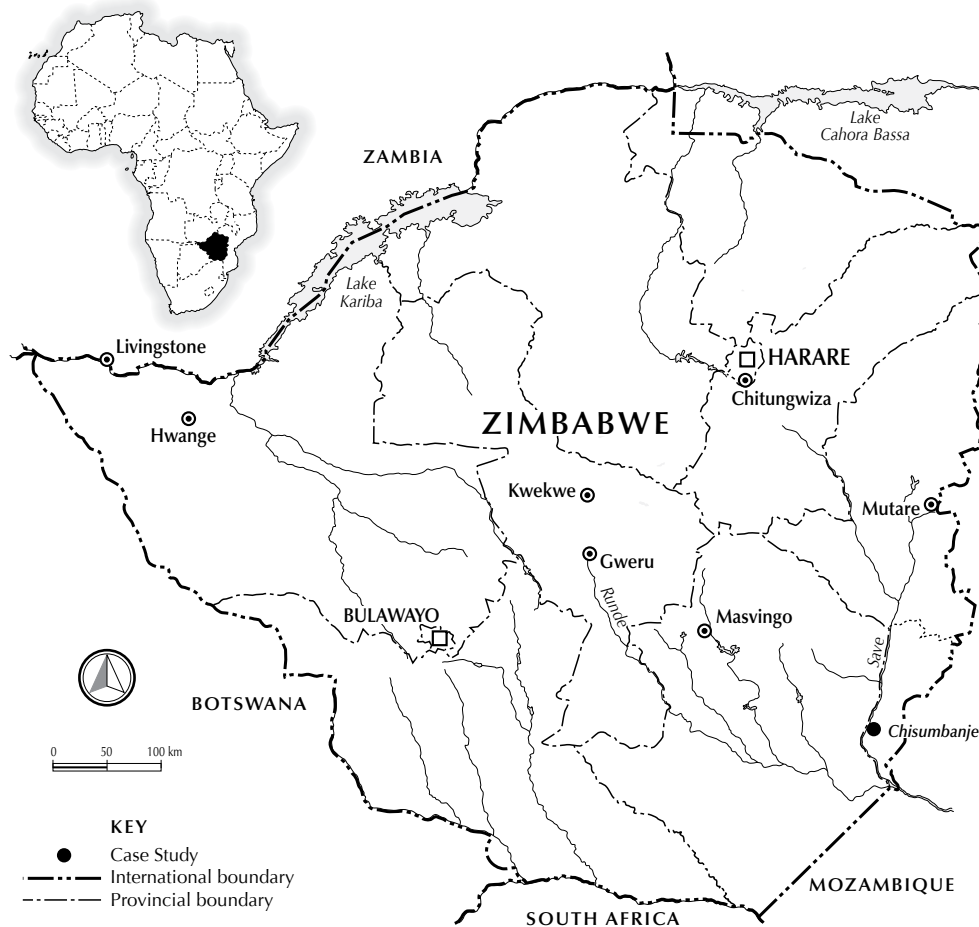 Lake
Cahora Bassa
ZAMBIA
Lake
Kariba
Livingstone
HARARE
Chitungwiza
Hwange
ZIMBABWE
Kwekwe
Mutare
Gweru
Runde
BULAWAYO
Masvingo
Save
BOTSWANA
Chisumbanje
0 50 100 km
KEY
Case Study
International boundary
Provincial boundary
MOZAMBIQUE
SOUTH AFRICA